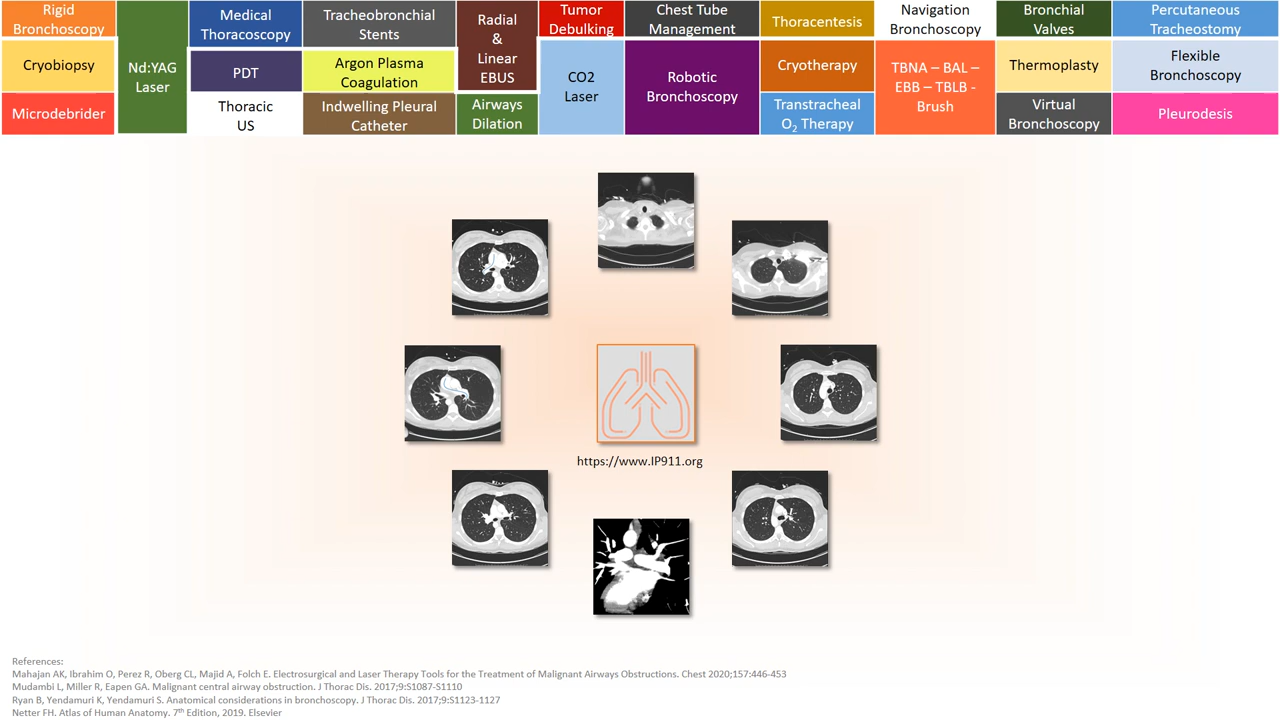 Rigid
Bronchoscopy
Cryobiopsy
Microdebrider
Nd:YAG
Laser
Medical
Thoracoscopy
PDT
Thoracic
US
Tracheobronchial
Stents
Argon Plasma
Coagulation
Indwelling Pleural
Catheter
Radial
&
Linear
EBUS
Airways
Dilation
Tumor
Debulking
CO2
Laser
Chest Tube
Management
Robotic
Bronchoscopy
Thoracentesis
Cryotherapy
Transtracheal
O₂ Therapy
Navigation
Bronchoscopy
TBNA – BAL –
EBB – TBLB -
Brush
Bronchial
Valves
Thermoplasty
Virtual
Bronchoscopy
Percutaneous
Tracheostomy
Flexible
Bronchoscopy
Pleurodesis
https://www.IP911.org
References:
Mahajan AK, Ibrahim O, Perez R, Oberg CL, Majid A, Folch E. Electrosurgical and Laser Therapy Tools for the Treatment of Malignant Airways Obstructions. Chest 2020;157:446-453
Mudambi L, Miller R, Eapen GA. Malignant central airway obstruction. J Thorac Dis. 2017;9:S1087-S1110
Ryan B, Yendamuri K, Yendamuri S. Anatomical considerations in bronchoscopy. J Thorac Dis. 2017;9:S1123-1127
Netter FH. Atlas of Human Anatomy. 7th Edition, 2019. Elsevier